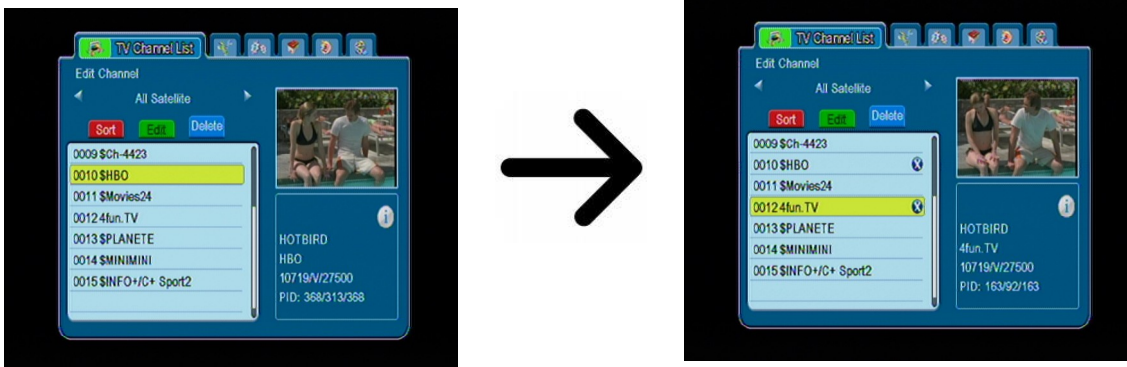 TV Channel List
Edit Channel
All Satellite
Sort Edit Delete
0009 $Ch-4423
0010 $HBO
0011 $Movies24
0012 4fun.TV
0013 $PLANETE
0014 $MINIMINI
0015 $INFO+/C+ Sport2
HOTBIRD
HBO
10719/V/27500
PID: 368/313/368
TV Channel List
Edit Channel
All Satellite
Sort Edit Delete
0009 $Ch-4423
0010 $HBO
0011 $Movies24
0012 4fun.TV
0013 $PLANETE
0014 $MINIMINI
0015 $INFO+/C+ Sport2
HOTBIRD
4fun.TV
10719/V/27500
PID: 163/92/163